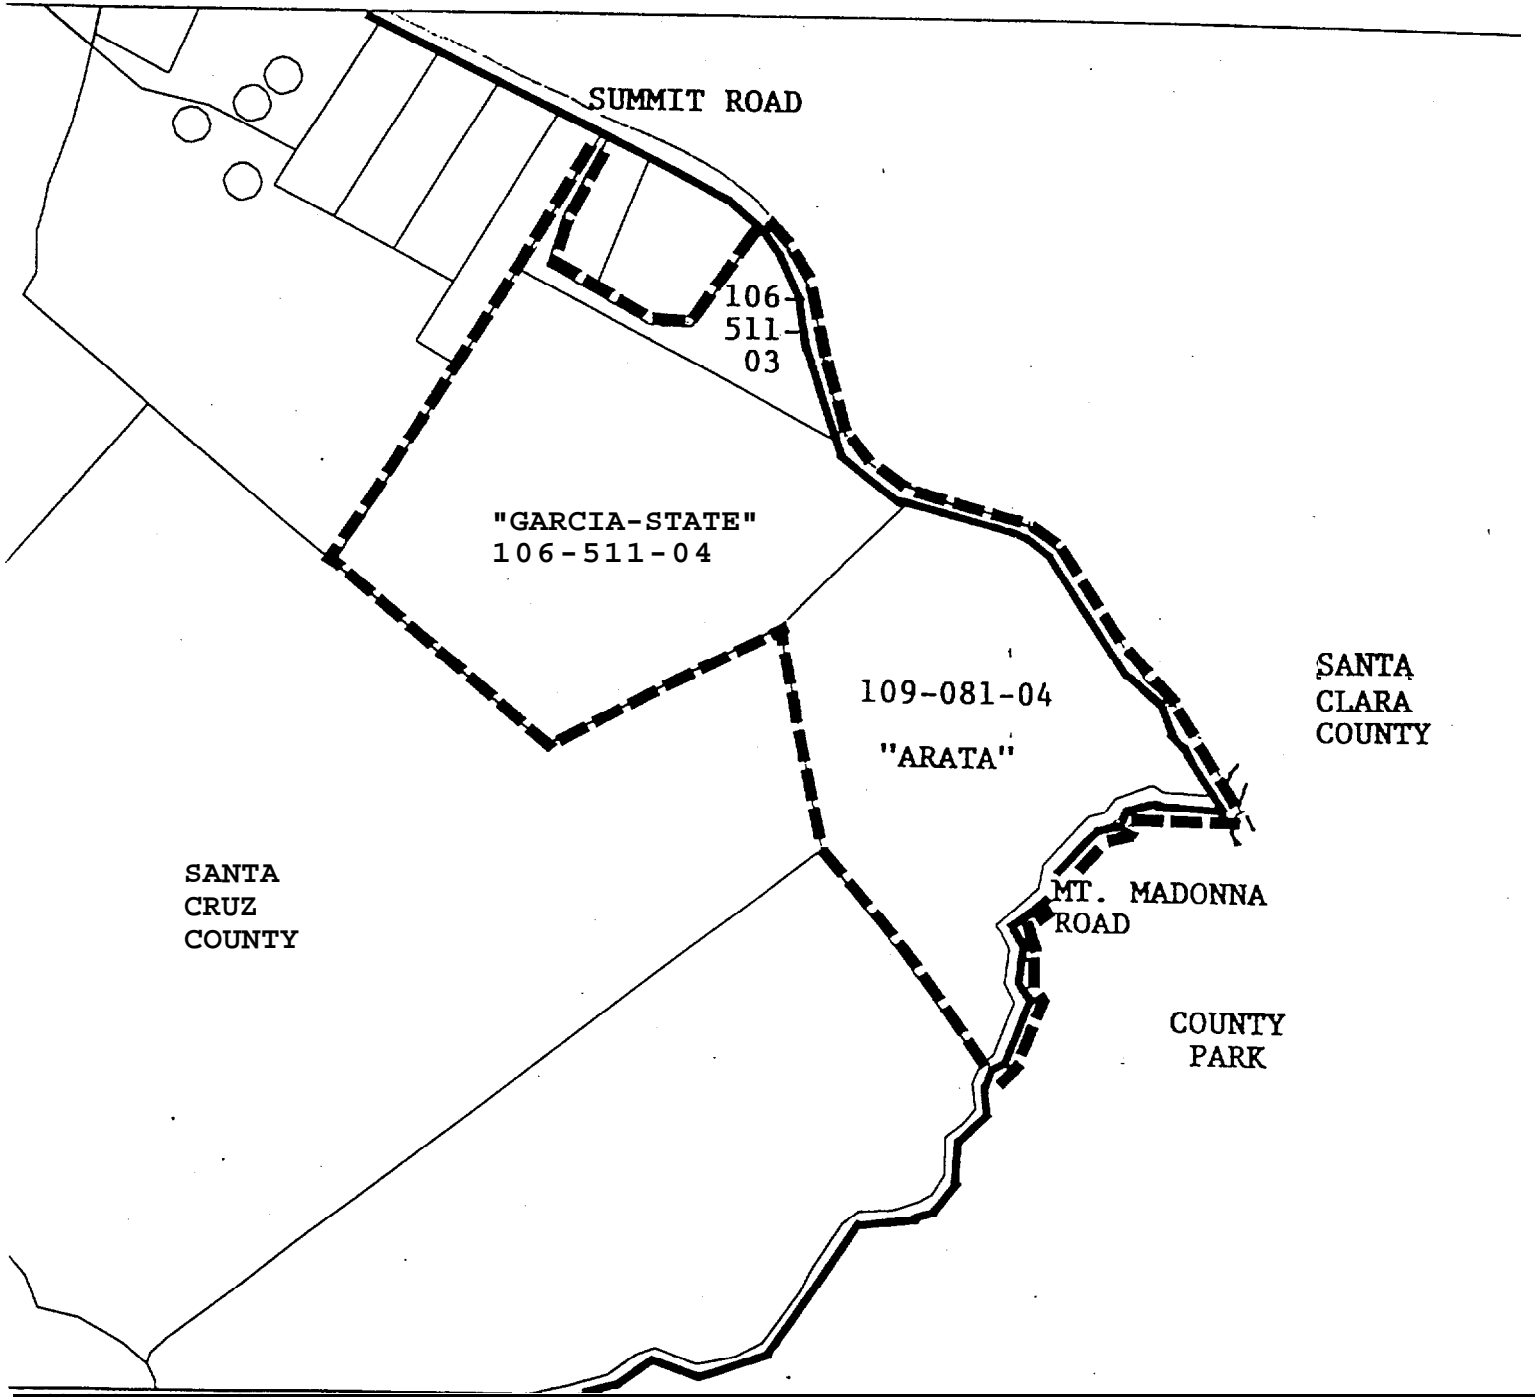 SUMMIT ROAD
106-
511-
03
"GARCIA-STATE"
106-511-04
109-081-04
"ARATA"
SANTA
CLARA
COUNTY
SANTA
CRUZ
COUNTY
MT. MADONNA
ROAD
COUNTY
PARK